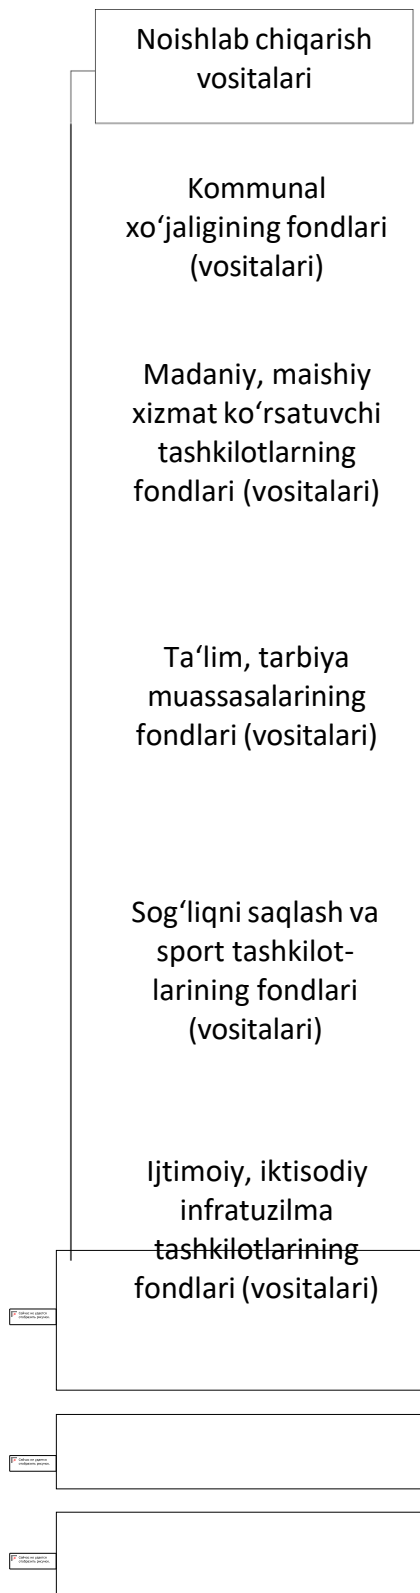 Noishlab chiqarish
vositalari
Kommunal
xo‘jaligining fondlari
(vositalari)
Madaniy, maishiy
xizmat ko‘rsatuvchi
tashkilotlarning
fondlari (vositalari)
Ta‘lim, tarbiya
muassasalarining
fondlari (vositalari)
Sog‘liqni saqlash va
sport tashkilot-
larining fondlari
(vositalari)
Ijtimoiy, iktisodiy
infratuzilma
tashkilotlarining
fondlari (vositalari)